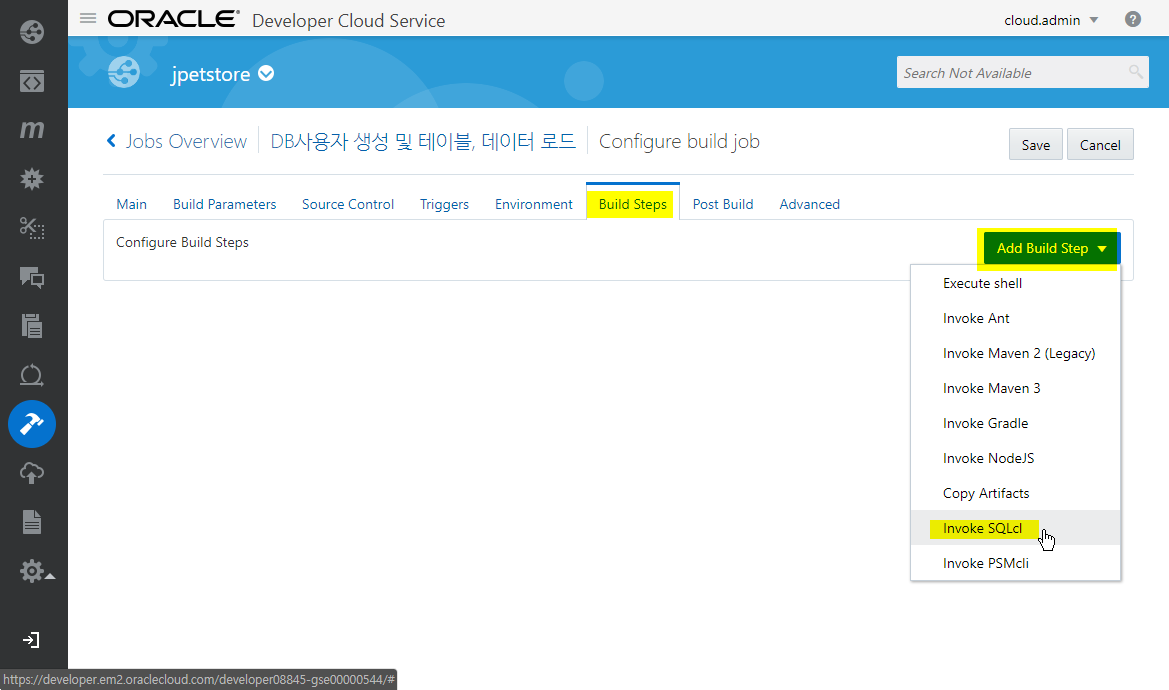 ORACLE® Developer Cloud Service
cloud.admin
?
jpetstore
Search Not Available
m
Jobs Overview
DB사용자 생성 및 테이블, 데이터 로드
Configure build job
Save
Cancel
Main
Build Parameters
Source Control
Triggers
Environment
Build Steps
Post Build
Advanced
Configure Build Steps
Add Build Step
Execute shell
Invoke Ant
Invoke Maven 2 (Legacy)
Invoke Maven 3
Invoke Gradle
Invoke NodeJS
Copy Artifacts
Invoke SQLcl
Invoke PSMcli
https://developer.em2.oraclecloud.com/developer08845-gse00000544/#